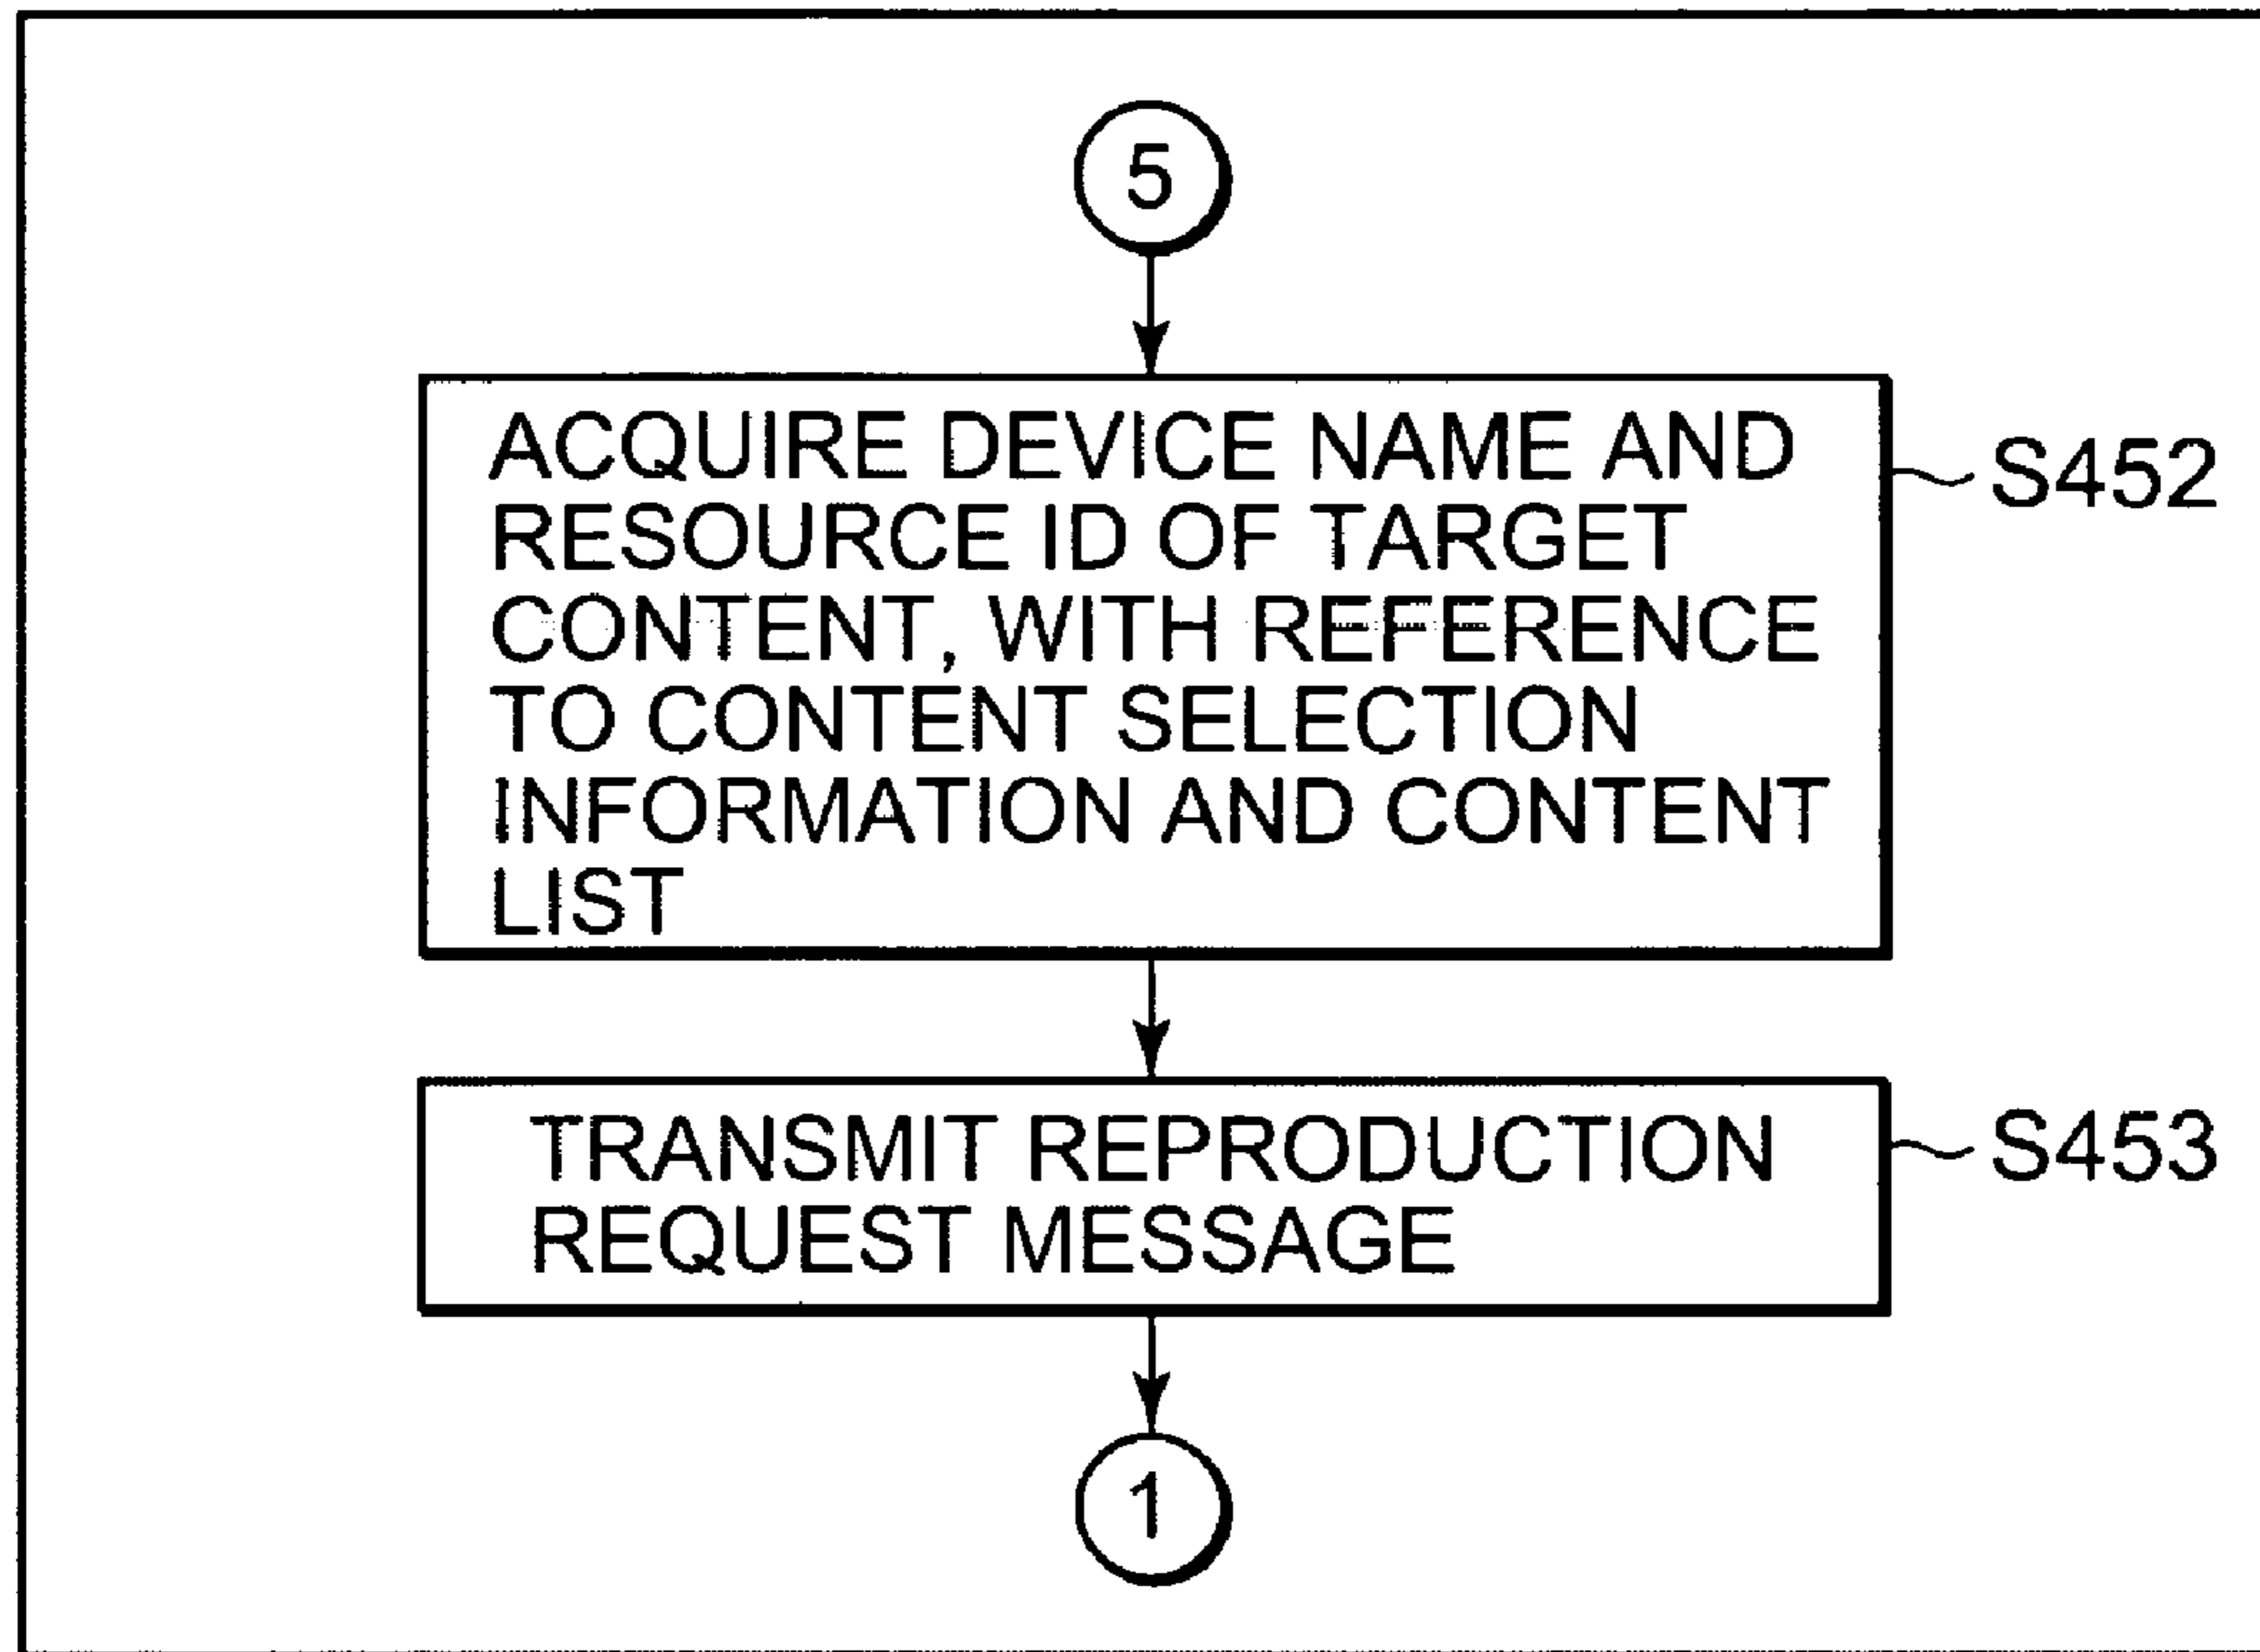 5
ACQUIRE DEVICE NAME AND
RESOURCE ID OF TARGET
CONTENT, WITH REFERENCE
TO CONTENT SELECTION
INFORMATION AND CONTENT
LIST
S452
TRANSMIT REPRODUCTION
REQUEST MESSAGE
S453
1